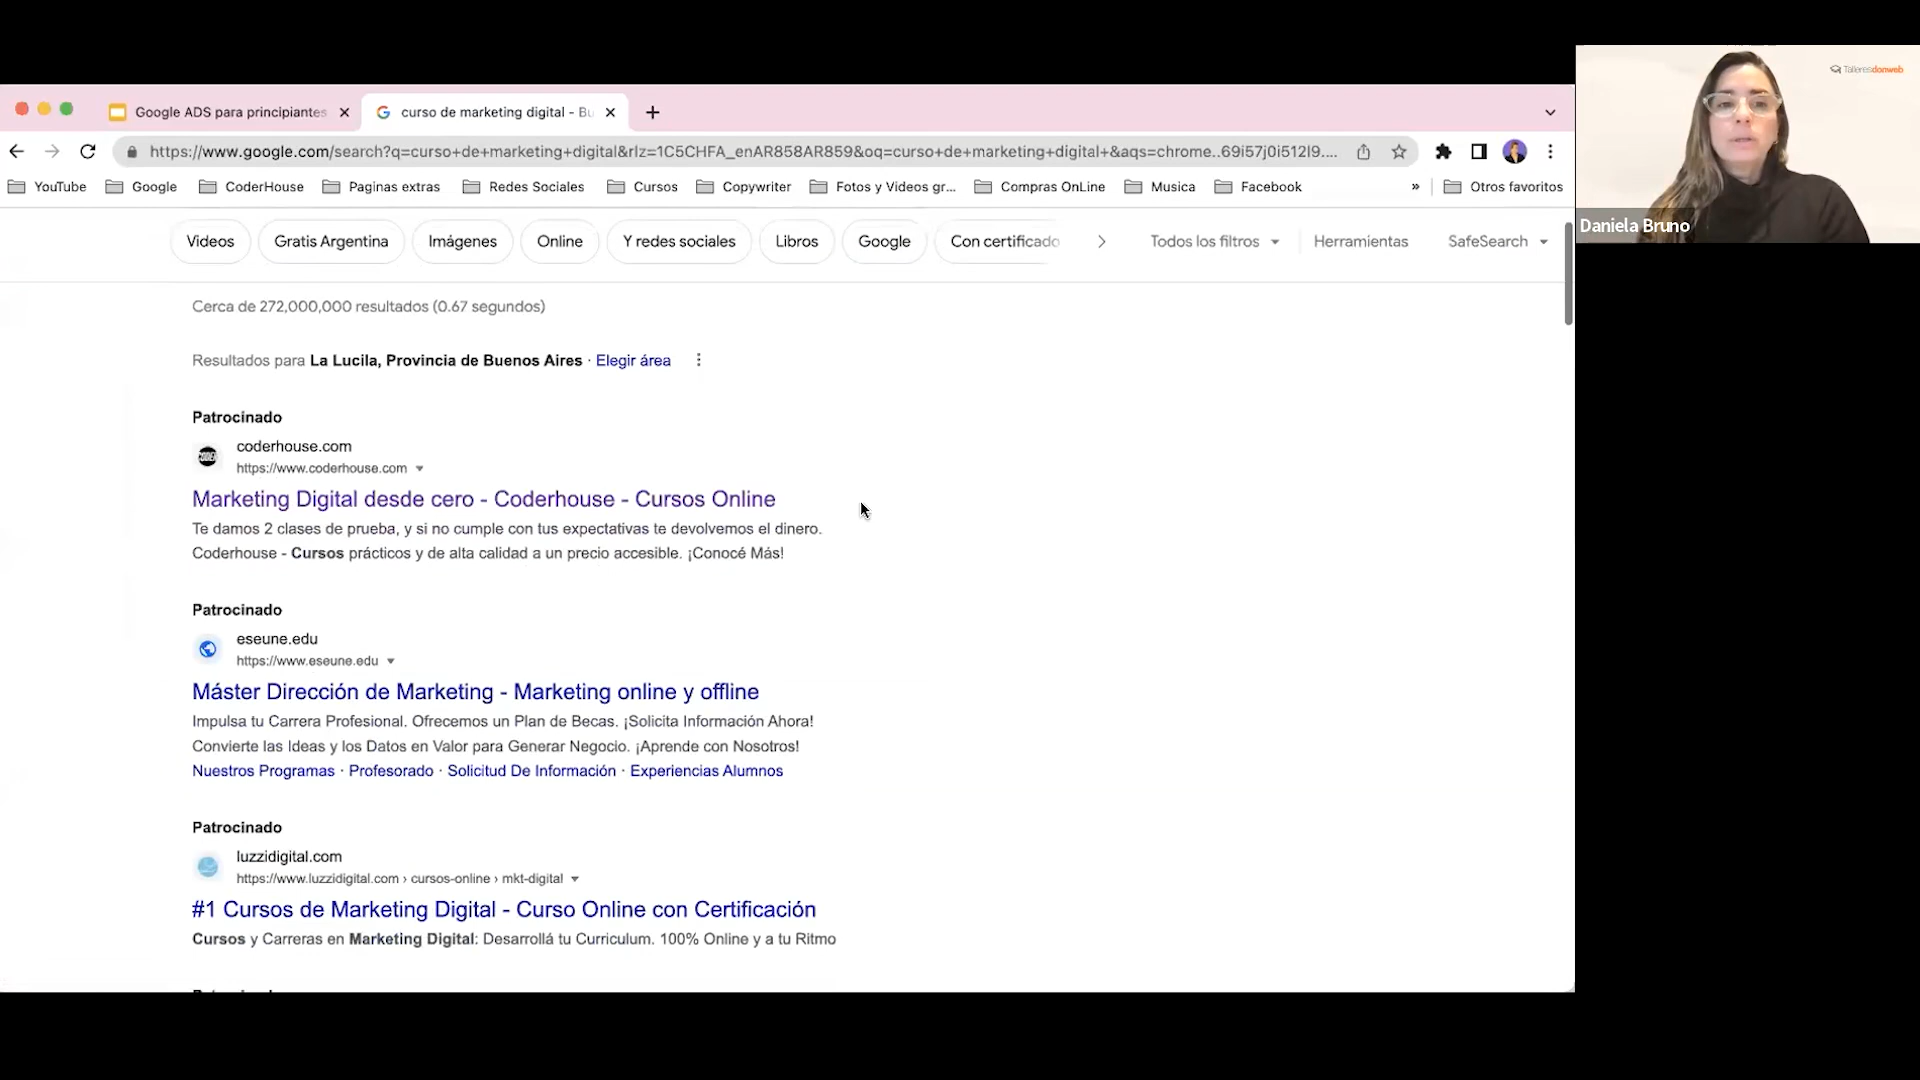 Talleresdonweb
Google ADS para principiantes
curso de marketing digital - Bu
https://www.google.com/search?q=curso+de+marketing+digital&rlz=1C5CHFA_enAR858AR859&oq=curso+de+marketing+digital+&aqs=chrome..69i57j0i512l9....
YouTube Google CoderHouse Paginas extras Redes Sociales Cursos Copywriter Fotos y Videos gr... Compras OnLine Musica Facebook » Otros favoritos
Daniela Bruno
Videos Gratis Argentina Imágenes Online Y redes sociales Libros Google Con certificado Todos los filtros Herramientas SafeSearch
Cerca de 272,000,000 resultados (0.67 segundos)
Resultados para La Lucila, Provincia de Buenos Aires · Elegir área
Patrocinado
coderhouse.com
https://www.coderhouse.com
Marketing Digital desde cero - Coderhouse - Cursos Online
Te damos 2 clases de prueba, y si no cumple con tus expectativas te devolvemos el dinero.
Coderhouse - Cursos prácticos y de alta calidad a un precio accesible. ¡Conocé Más!
Patrocinado
eseune.edu
https://www.eseune.edu
Máster Dirección de Marketing - Marketing online y offline
Impulsa tu Carrera Profesional. Ofrecemos un Plan de Becas. ¡Solicita Información Ahora!
Convierte las Ideas y los Datos en Valor para Generar Negocio. ¡Aprende con Nosotros!
Nuestros Programas · Profesorado · Solicitud De Información · Experiencias Alumnos
Patrocinado
luzzidigital.com
https://www.luzzidigital.com › cursos-online › mkt-digital
#1 Cursos de Marketing Digital - Curso Online con Certificación
Cursos y Carreras en Marketing Digital: Desarrollá tu Curriculum. 100% Online y a tu Ritmo